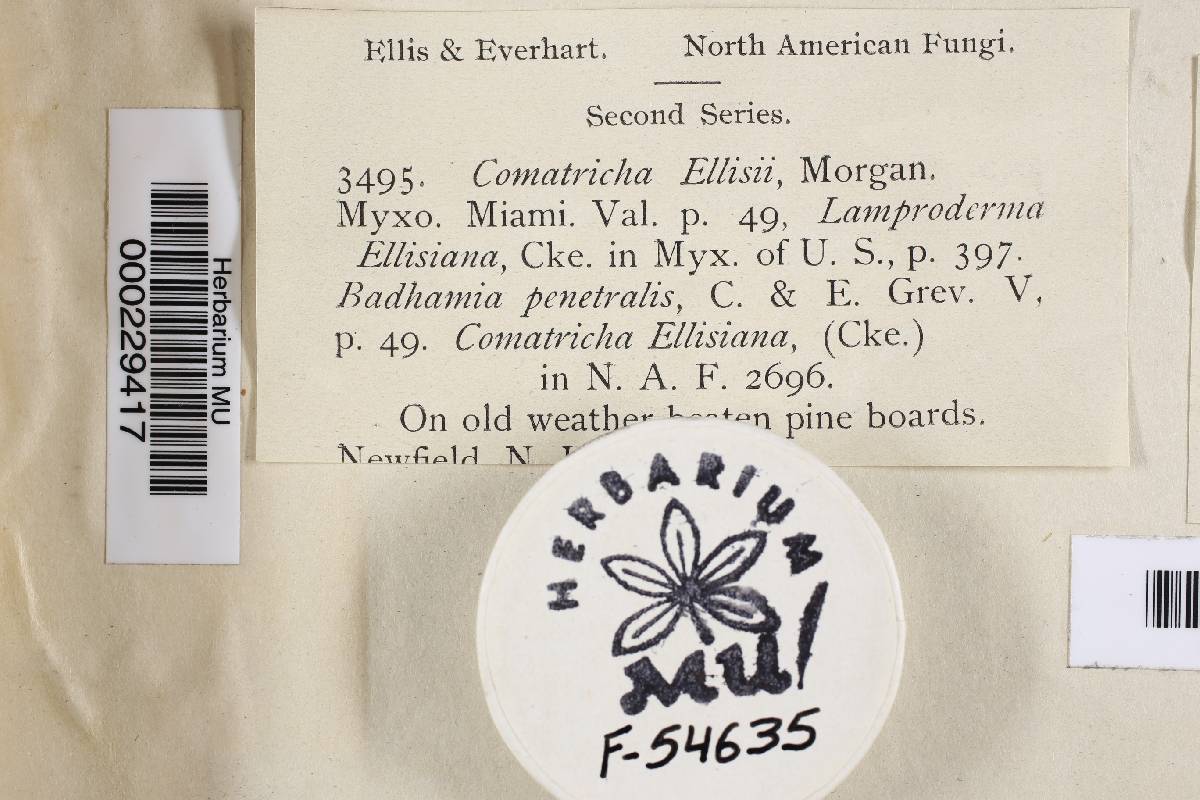 Ellis & Everhart. North American Fungi.
Second Series.
3495. Comatricha Ellisii, Morgan.
Myxo. Miami. Val. p. 49, Lamproderma
Ellisiana, Cke. in Myx. of U. S., p. 397.
Badhamia penetralis, C. & E. Grev. V,
p. 49. Comatricha Ellisiana, (Cke.)
in N. A. F. 2696.
On old weather beaten pine boards.
Newfield, N. J.
Herbarium MU
000229417
HERBARIUM
MU
F-54635